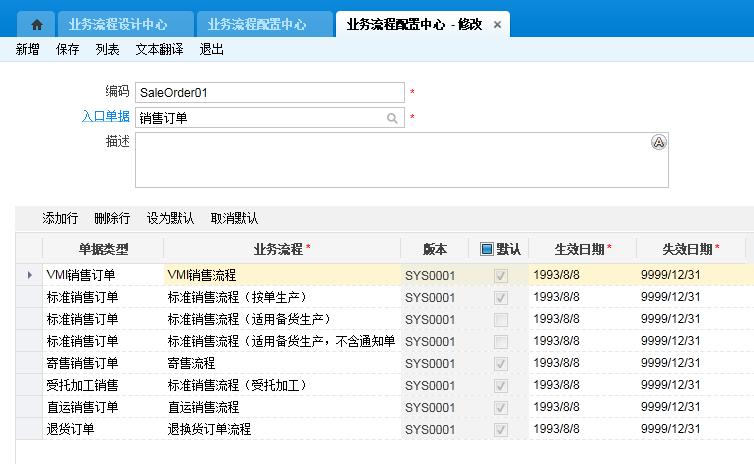 业务流程设计中心 业务流程配置中心 业务流程配置中心 - 修改 ×
新增 保存 列表 文本翻译 退出
编码 SaleOrder01 *
入口单据 销售订单 *
描述 A
添加行 删除行 设为默认 取消默认
单据类型 业务流程 * 版本 默认 生效日期 * 失效日期 *
VMI销售订单 VMI销售流程 SYS0001 1993/8/8 9999/12/31
标准销售订单 标准销售流程（按单生产） SYS0001 1993/8/8 9999/12/31
标准销售订单 标准销售流程（适用备货生产） SYS0001 1993/8/8 9999/12/31
标准销售订单 标准销售流程（适用备货生产，不含通知单 SYS0001 1993/8/8 9999/12/31
寄售销售订单 寄售流程 SYS0001 1993/8/8 9999/12/31
受托加工销售 标准销售流程（受托加工） SYS0001 1993/8/8 9999/12/31
直运销售订单 直运销售流程 SYS0001 1993/8/8 9999/12/31
退货订单 退换货订单流程 SYS0001 1993/8/8 9999/12/31